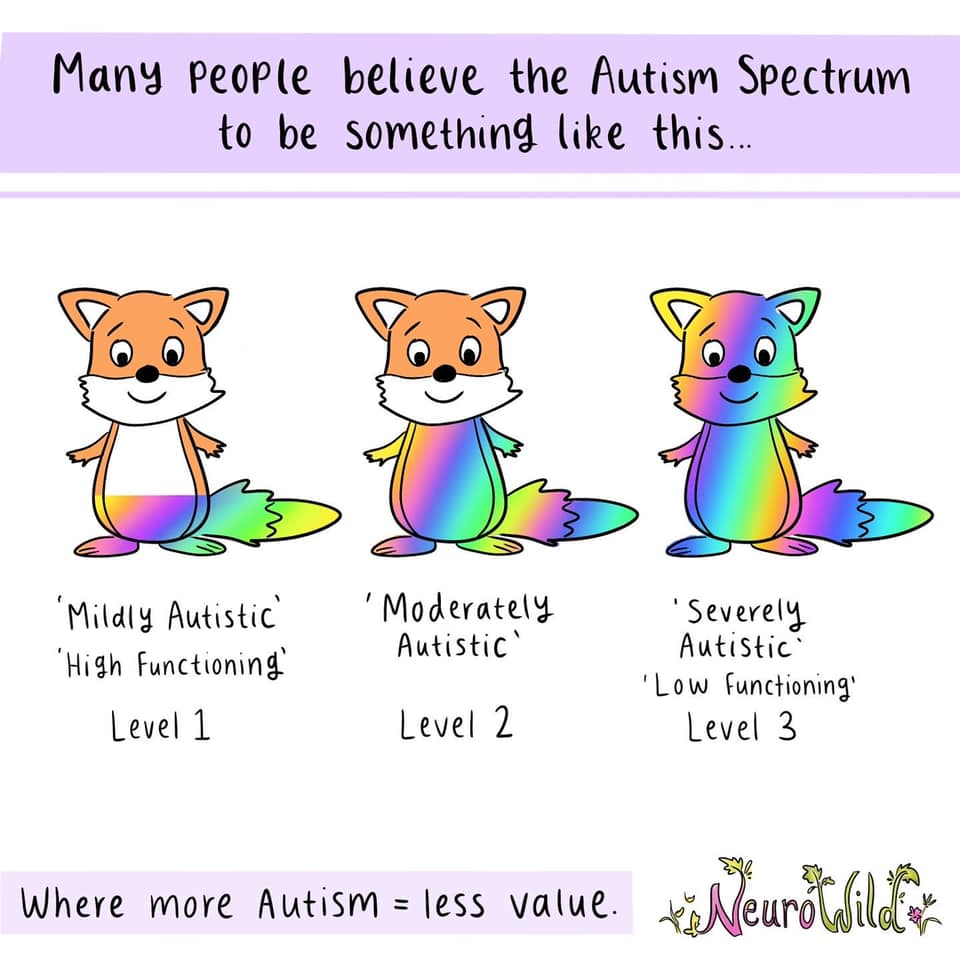 Many people believe the Autism Spectrum
to be something like this...
'Mildly Autistic'
'High Functioning'
Level 1
'Moderately
Autistic'
Level 2
'Severely
Autistic'
'Low Functioning'
Level 3
Where more Autism = less value.
NeuroWild